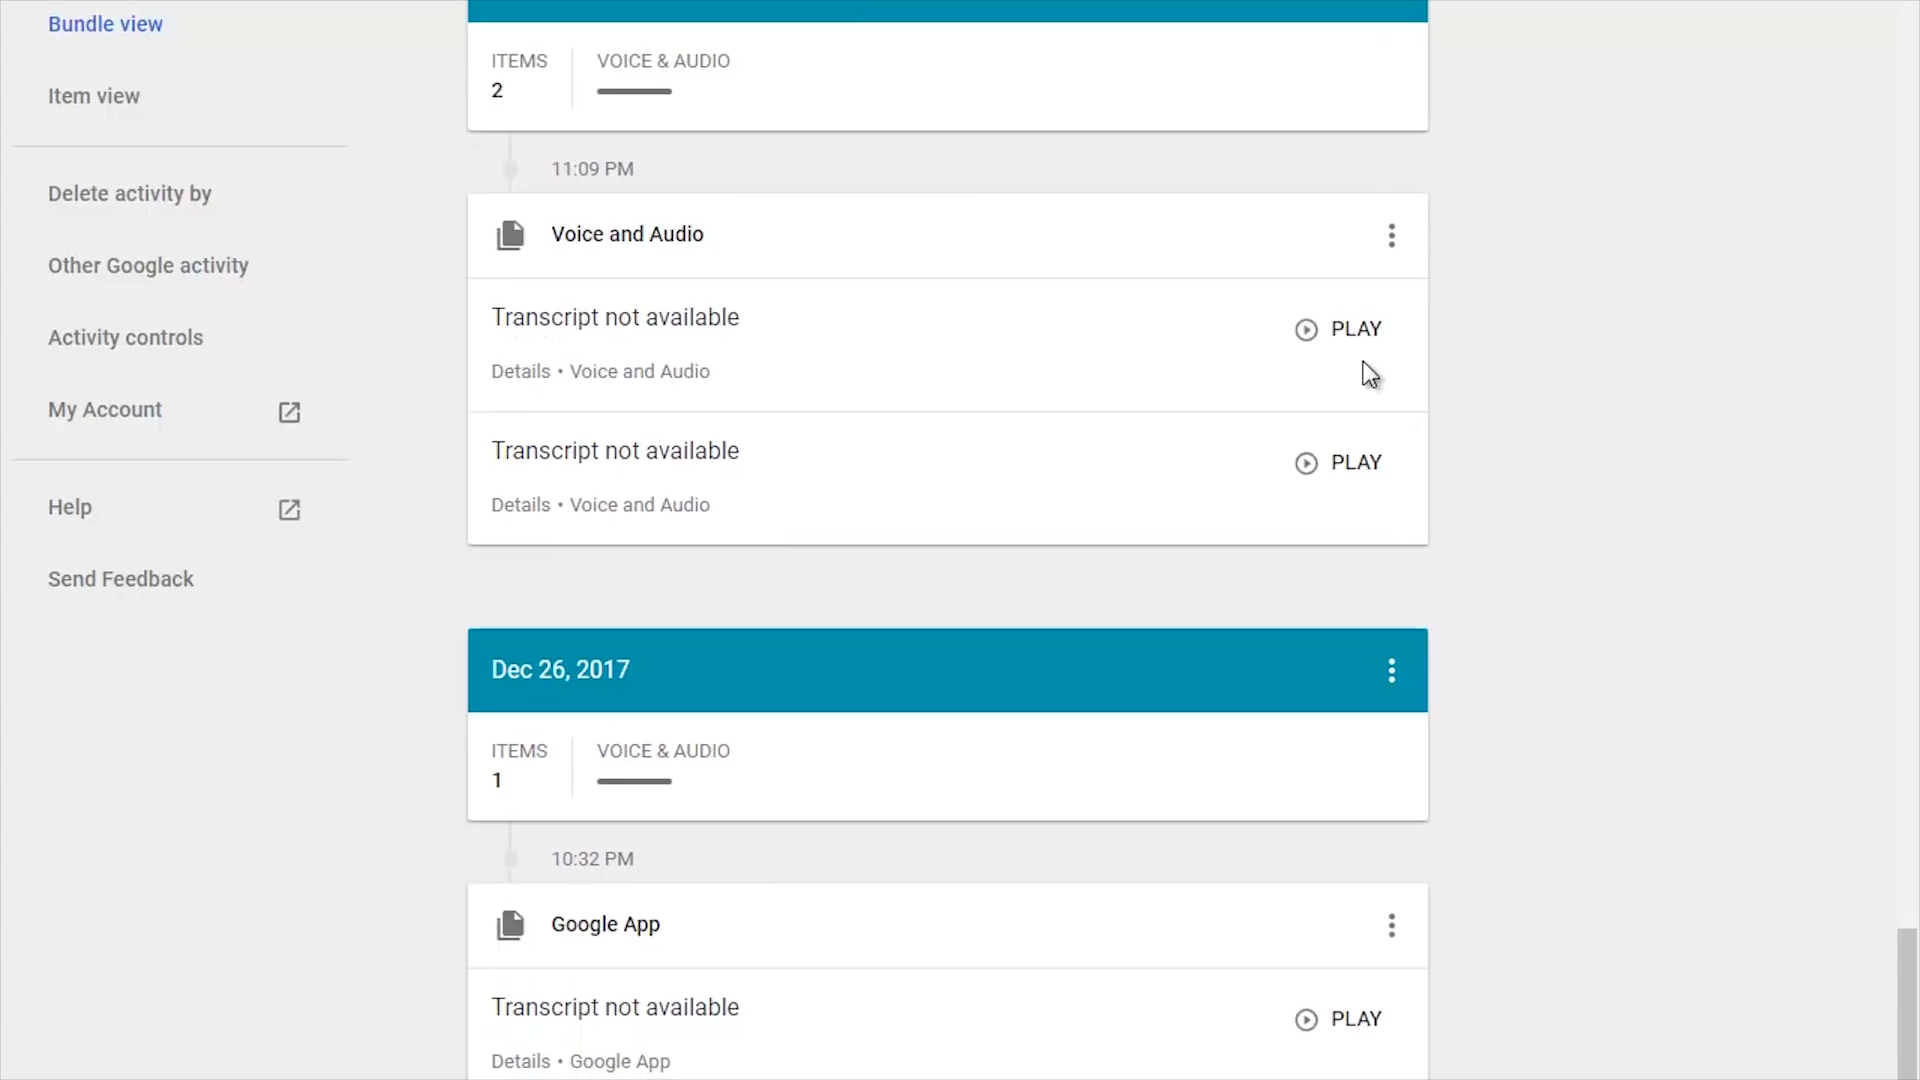 Bundle view
Item view
Delete activity by
Other Google activity
Activity controls
My Account
Help
Send Feedback
ITEMS
2
VOICE & AUDIO
11:09 PM
Voice and Audio
Transcript not available
PLAY
Details • Voice and Audio
Transcript not available
PLAY
Details • Voice and Audio
Dec 26, 2017
ITEMS
1
VOICE & AUDIO
10:32 PM
Google App
Transcript not available
PLAY
Details • Google App